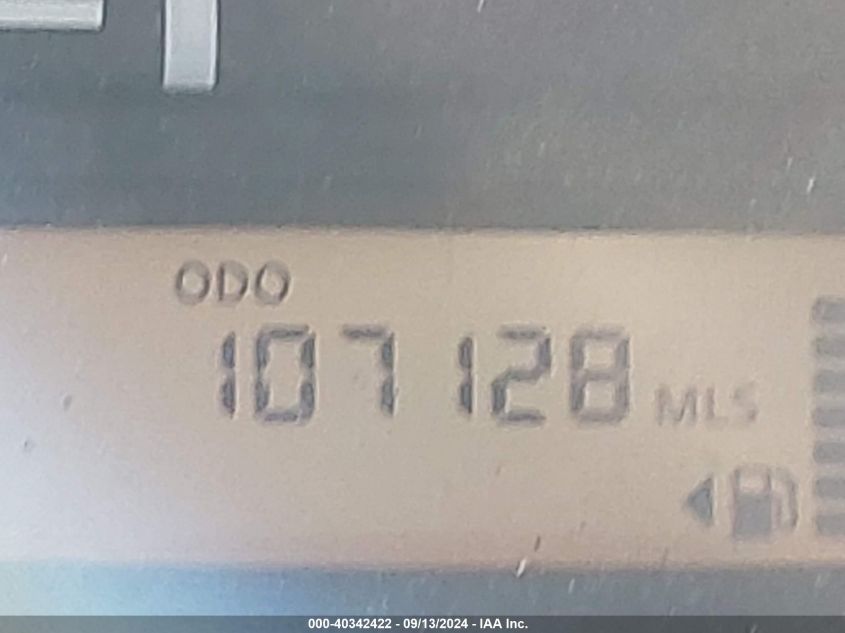 ODO
107128 MLS
000-40342422 - 09/13/2024 - IAA Inc.